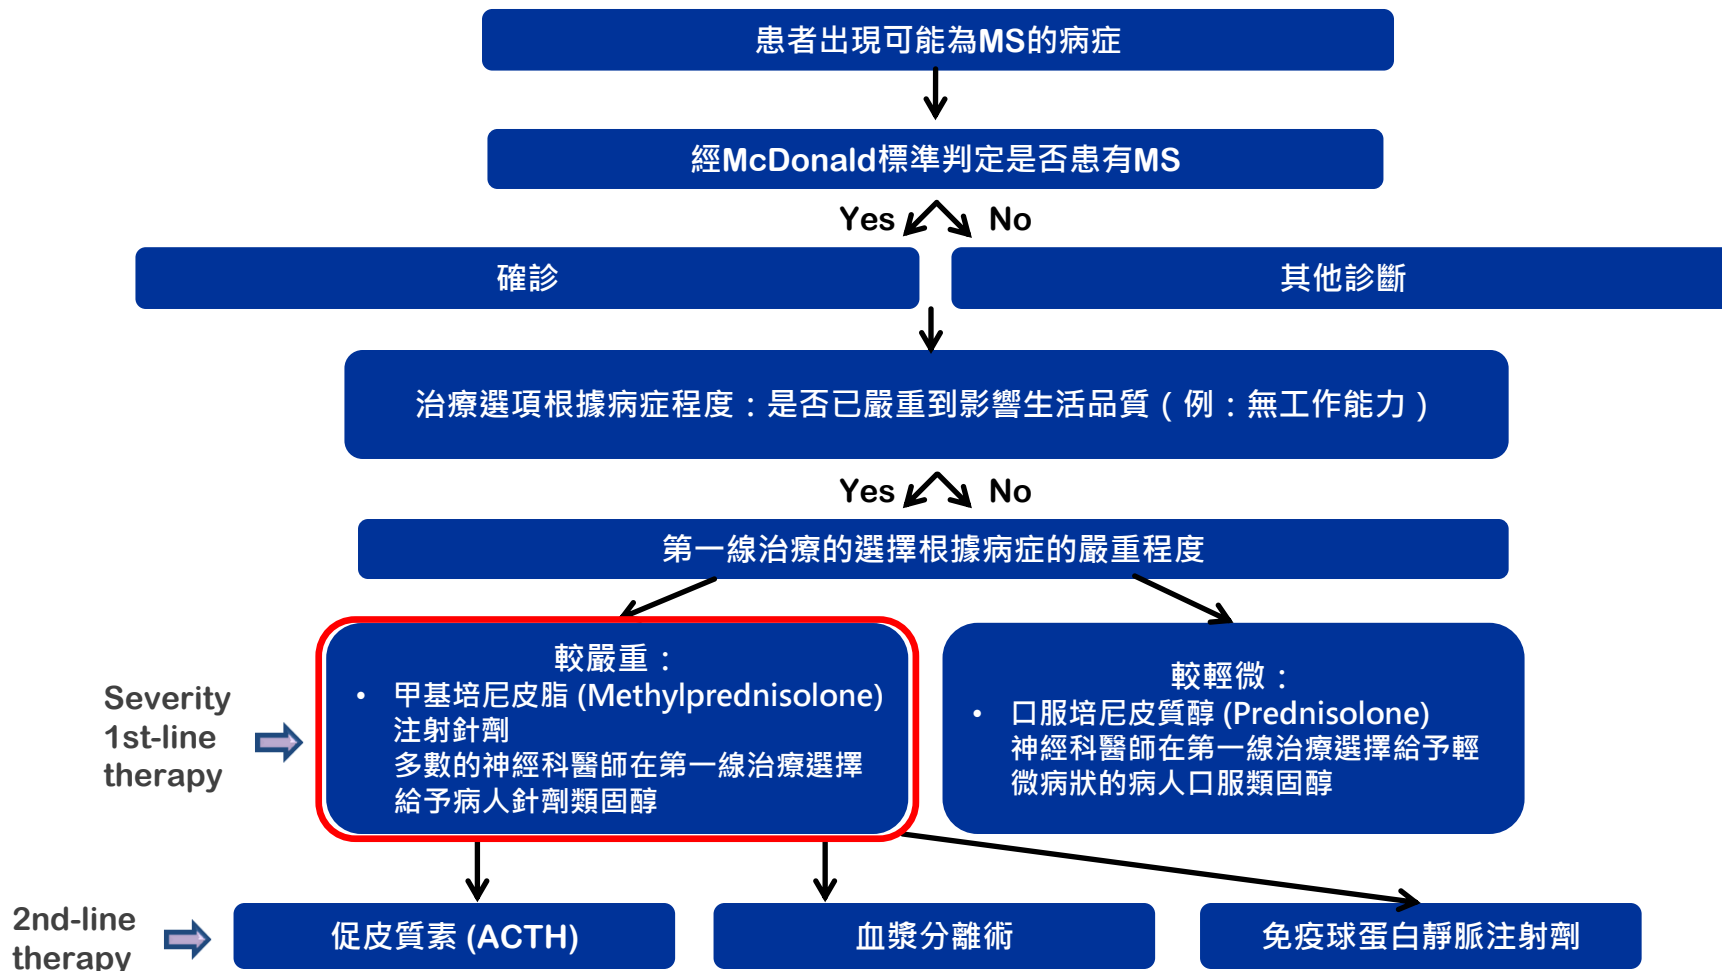 患者出現可能為MS的病症
經McDonald標準判定是否患有MS
Yes No
確診
其他診斷
治療選項根據病症程度：是否已嚴重到影響生活品質（例：無工作能力）
Yes No
第一線治療的選擇根據病症的嚴重程度
Severity
1st-line
therapy
較嚴重：
• 甲基培尼皮脂 (Methylprednisolone)
注射針劑
多數的神經科醫師在第一線治療選擇
給予病人針劑類固醇
較輕微：
• 口服培尼皮質醇 (Prednisolone)
神經科醫師在第一線治療選擇給予輕
微病狀的病人口服類固醇
2nd-line
therapy
促皮質素 (ACTH)
血漿分離術
免疫球蛋白靜脈注射劑